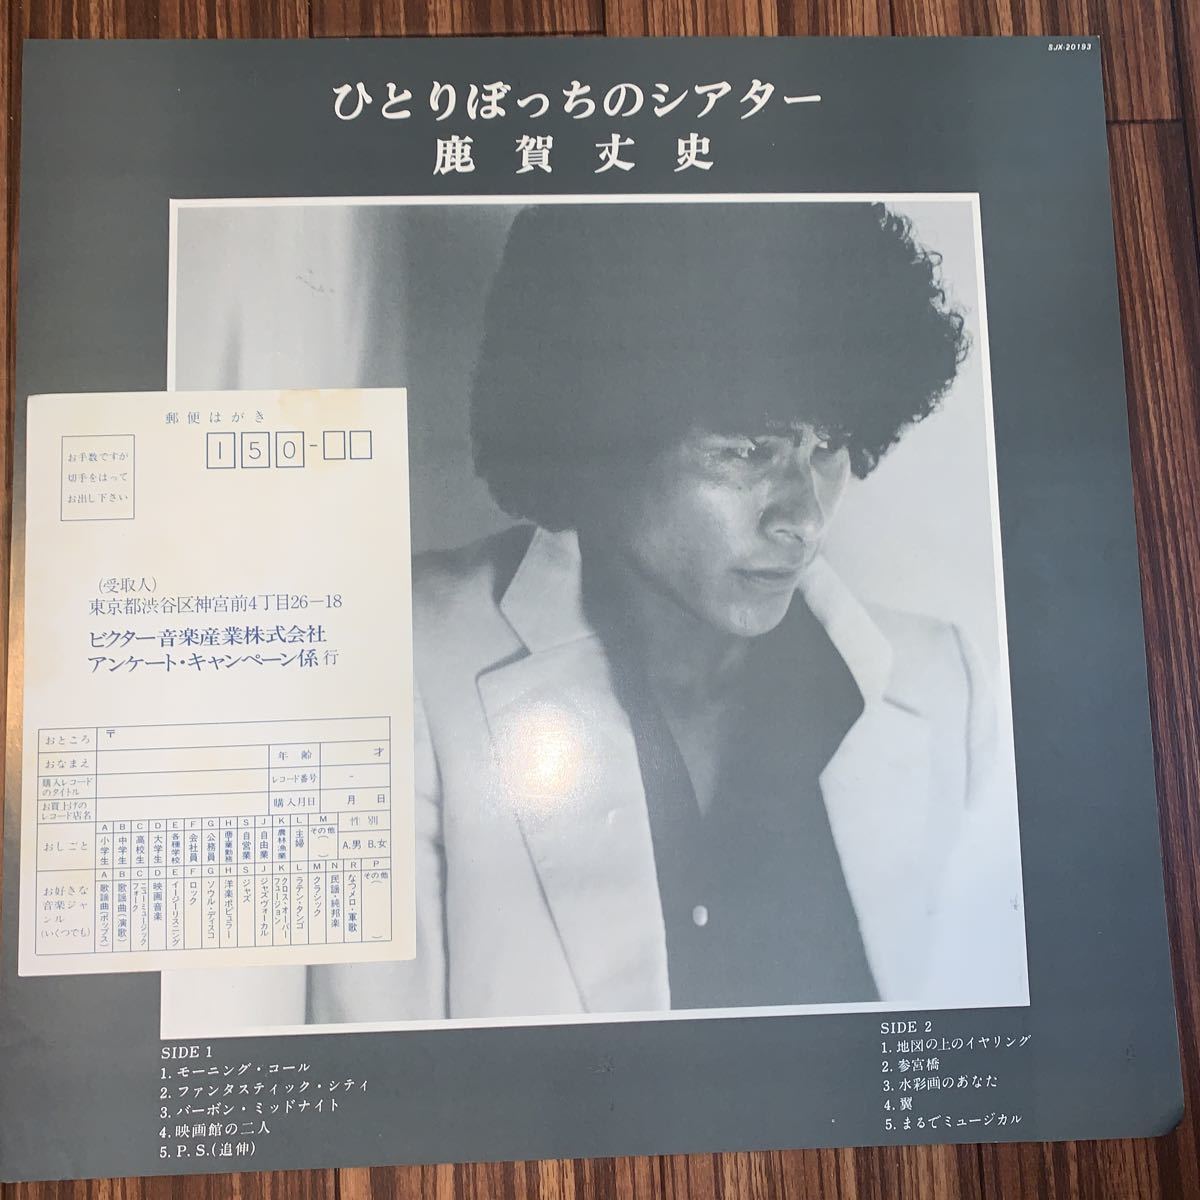 SJX-20193
ひとりぼっちのシアター
鹿賀丈史
郵便はがき
150-
お手数ですが
切手をはって
お出し下さい
(受取人)
東京都渋谷区神宮前4丁目26-18
ビクター音楽産業株式会社
アンケート・キャンペーン係 行
おところ 〒
おなまえ 年齢 才
購入レコードのタイトル レコード番号 -
お買上げのレコード店名 購入月日 月 日
おしごと
A 小学生
B 中学生
C 高校生
D 大学生
E 各種学校
F 会社員
G 公務員
H 商工業勤務
S 自営業
J 自由業
K 農林漁業
L 主婦
M その他( )
性別
A.男 B.女
お好きな
音楽ジャ
ンル
(いくつでも)
A 歌謡曲(ポップス)
B 歌謡曲(演歌)
C ニューミュージック フォーク
D 映画音楽
E イージーリスニング
F ロック
G ソウル・ディスコ
H 洋楽ポピュラー
S ジャズ
J ジャズヴォーカル
K クロス・オーバー フュージョン
L ラテン・タンゴ
M クラシック
N 民謡・純邦楽
R なつメロ・軍歌
P その他( )
SIDE 1
1. モーニング・コール
2. ファンタスティック・シティ
3. バーボン・ミッドナイト
4. 映画館の二人
5. P. S.(追伸)
SIDE 2
1. 地図の上のイヤリング
2. 参宮橋
3. 水彩画のあなた
4. 翼
5. まるでミュージカル